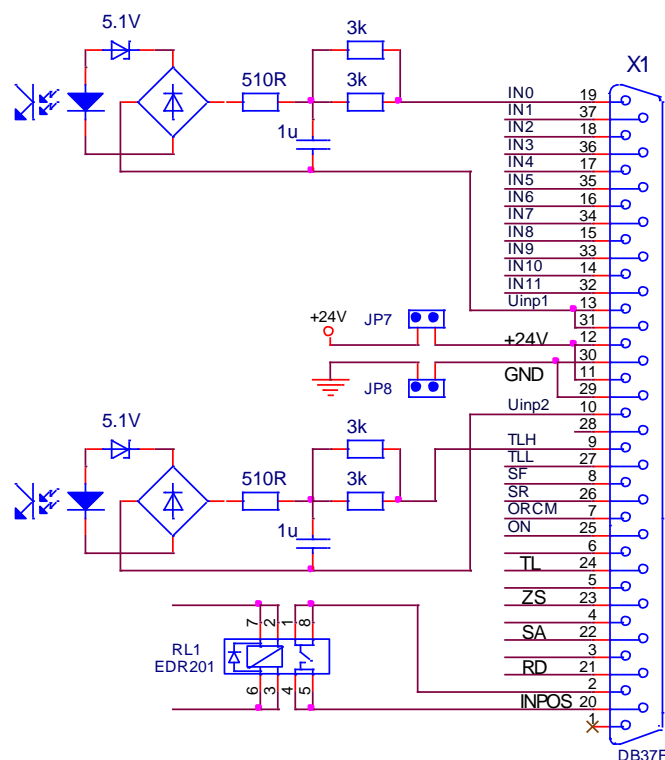 5.1V
3k
X1
510R
3k
1u
IN0 19
IN1 37
IN2 18
IN3 36
IN4 17
IN5 35
IN6 16
IN7 34
IN8 15
IN9 33
IN10 14
IN11 32
Uinp1 13
31
+24V JP7
+24V 12
30
GND 11
JP8
29
Uinp2 10
28
5.1V
3k
TLH 9
TLL 27
510R
3k
SF 8
SR 26
ORCM 7
1u
ON 25
6
TL 24
5
ZS 23
4
7 2 1 8
SA 22
RL1
EDR201
3
RD 21
6 3 4 5
2
INPOS 20
1
DB37F